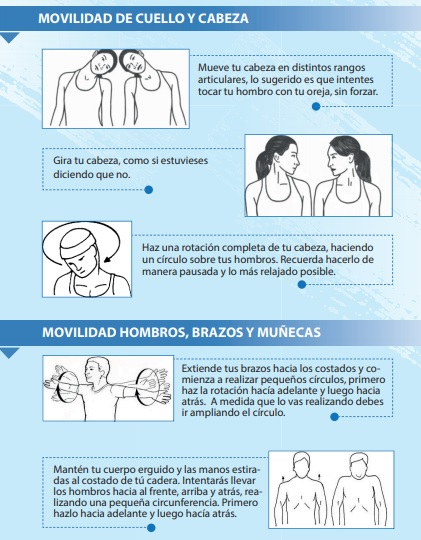 MOVILIDAD DE CUELLO Y CABEZA
Mueve tu cabeza en distintos rangos
articulares, lo sugerido es que intentes
tocar tu hombro con tu oreja, sin forzar.
Gira tu cabeza, como si estuvieses
diciendo que no.
Haz una rotación completa de tu cabeza, haciendo
un círculo sobre tus hombros. Recuerda hacerlo de
manera pausada y lo más relajado posible.
MOVILIDAD HOMBROS, BRAZOS Y MUÑECAS
Extiende tus brazos hacia los costados y co-
mienza a realizar pequeños círculos, primero
haz la rotación hacía adelante y luego hacia
atrás. A medida que lo vas realizando debes
ir ampliando el círculo.
Mantén tu cuerpo erguido y las manos estira-
das al costado de tú cadera. Intentarás llevar
los hombros hacia al frente, arriba y atrás, rea-
lizando una pequeña circunferencia. Primero
hazlo hacia adelante y luego hacía atrás.